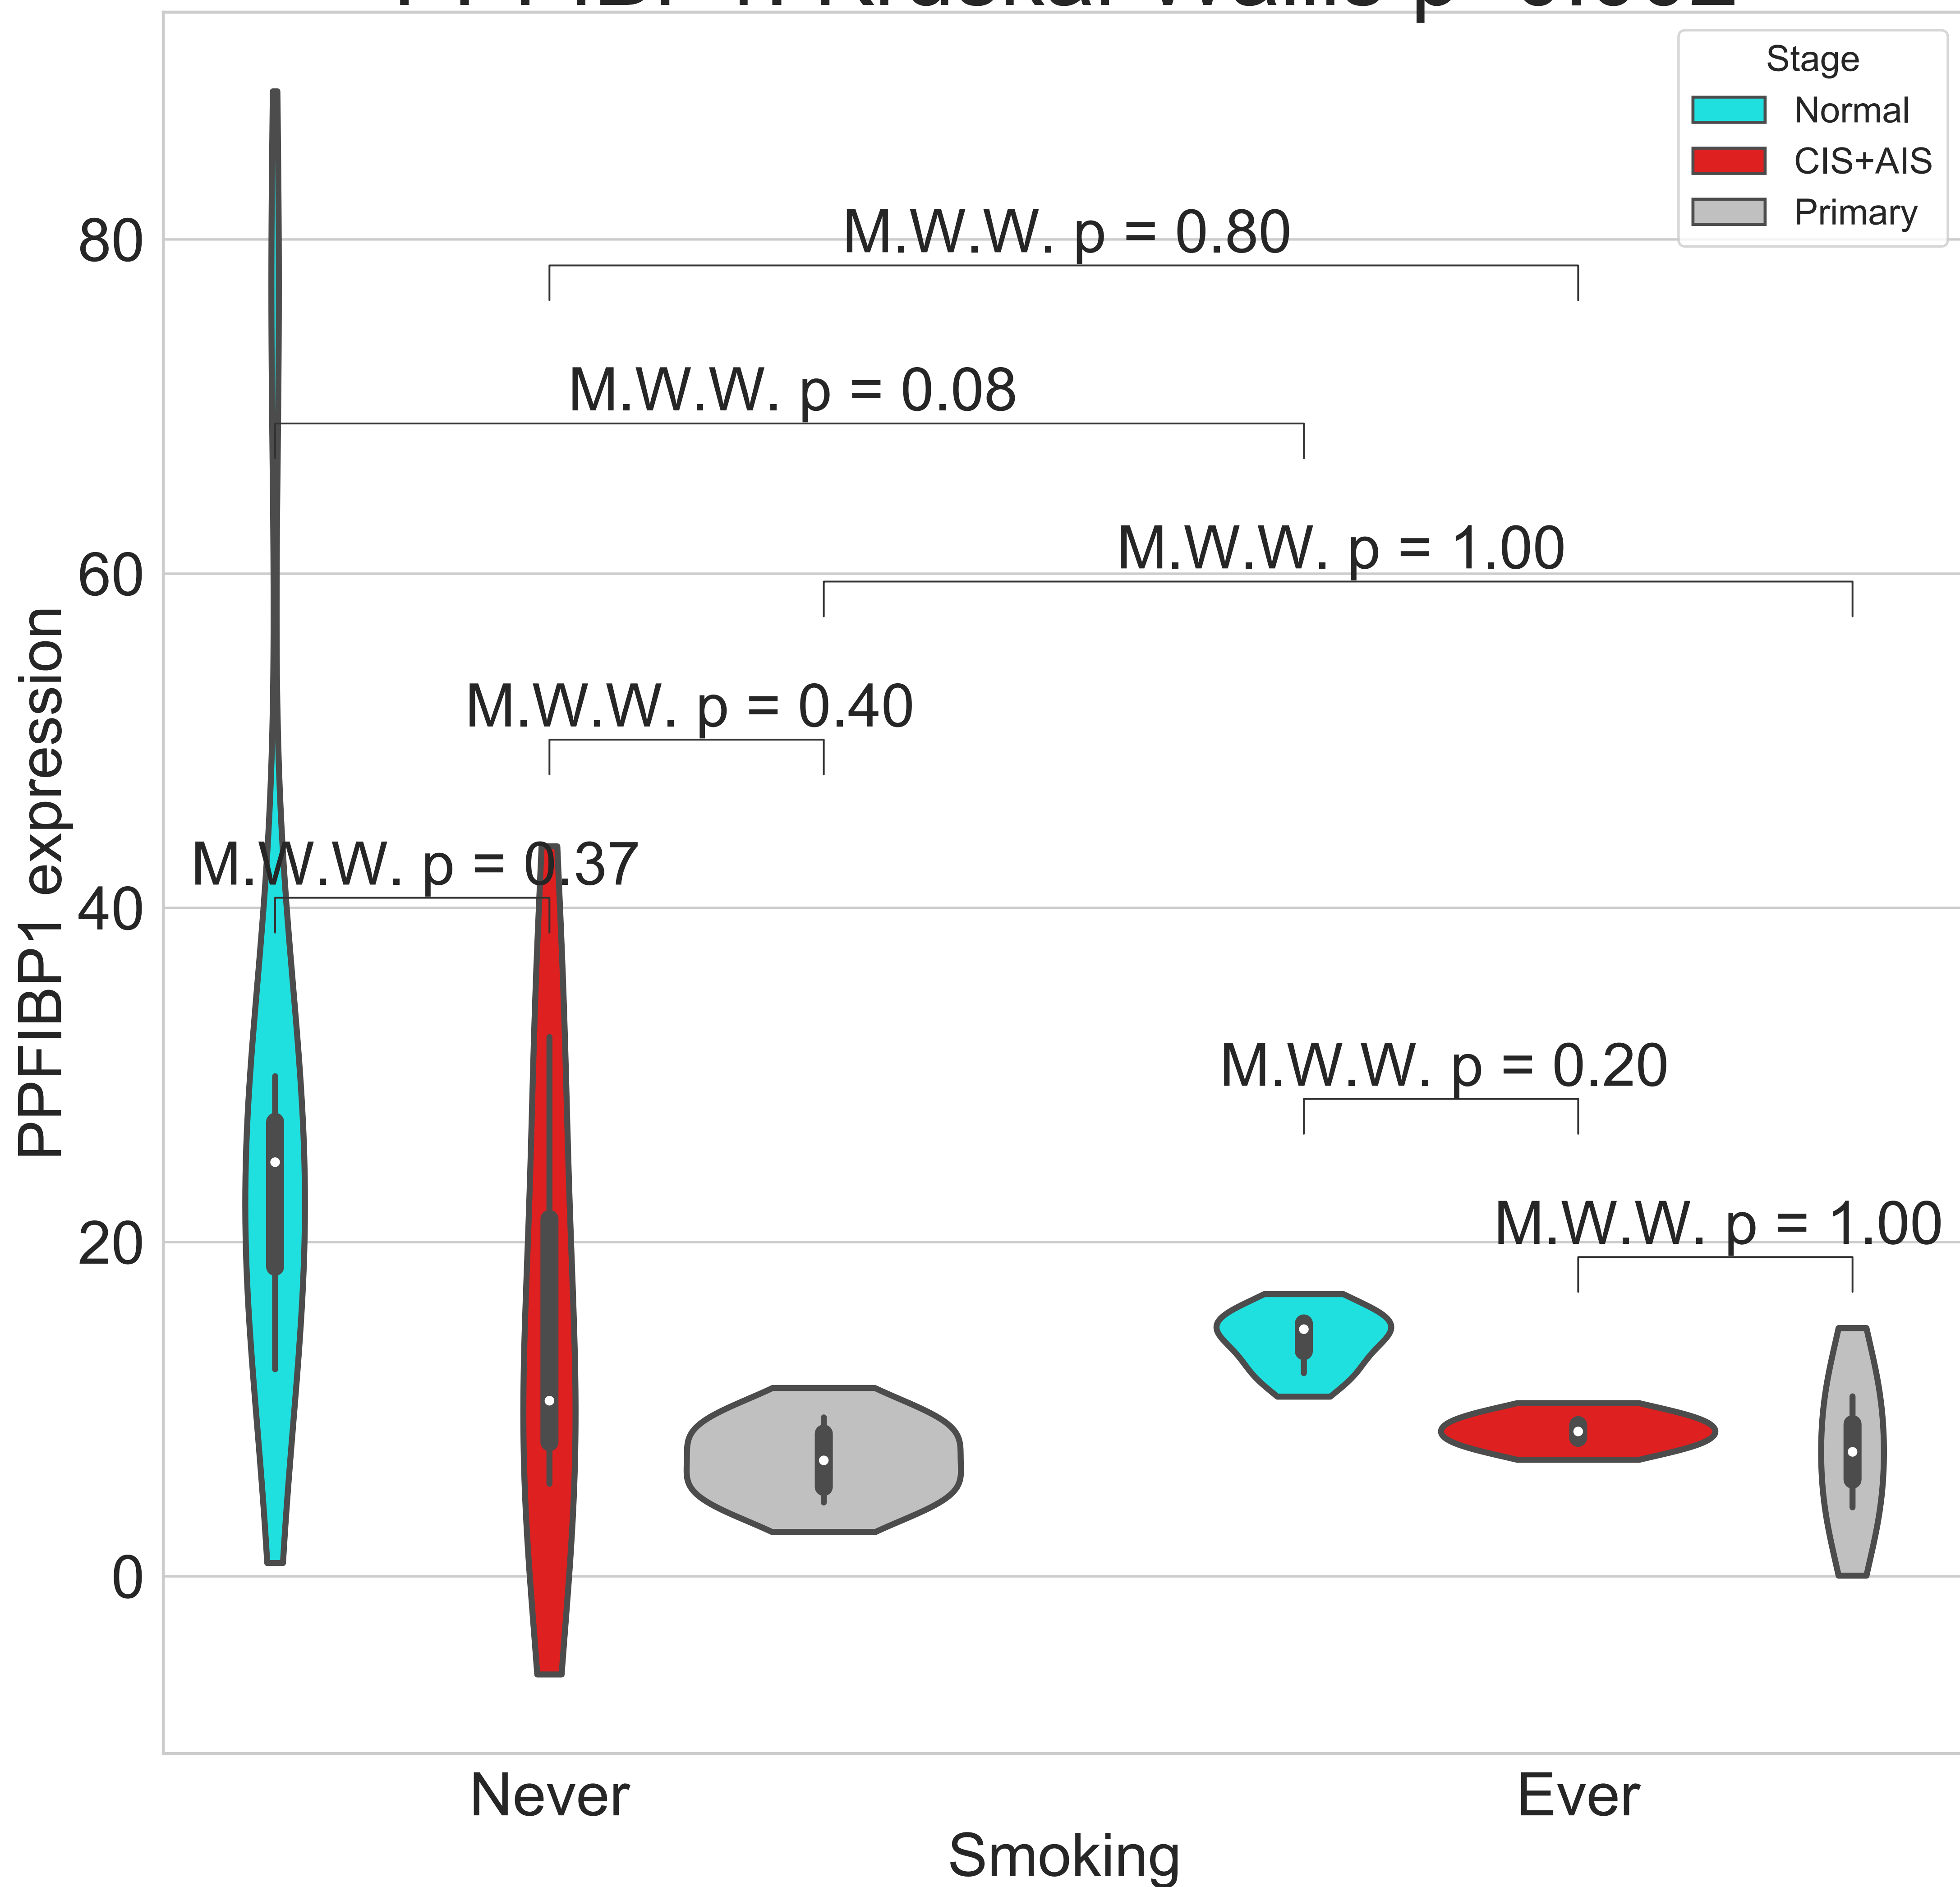 Stage
Normal
CIS+AIS
Primary
80
M.W.W. p = 0.80
M.W.W. p = 0.08
60
M.W.W. p = 1.00
M.W.W. p = 0.40
M.W.W. p = 0.37
40
PPFIBP1 expression
M.W.W. p = 0.20
20
M.W.W. p = 1.00
0
Never
Ever
Smoking